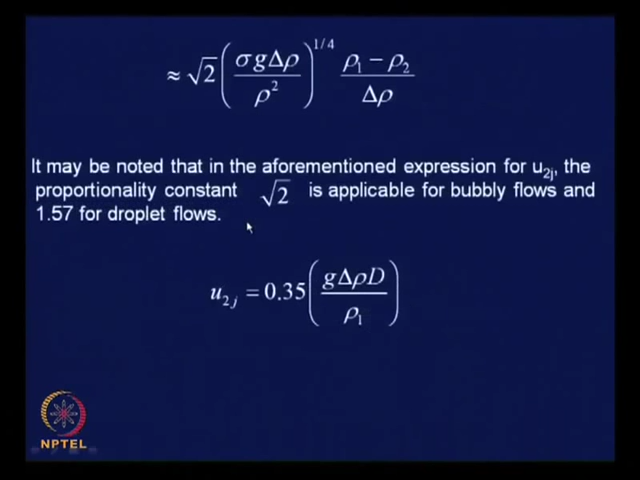 ≈ √2 (σgΔρ / ρ²)^1/4 (ρ₁ − ρ₂) / Δρ
It may be noted that in the aforementioned expression for u₂ⱼ, the
proportionality constant √2 is applicable for bubbly flows and
1.57 for droplet flows.
u₂ⱼ = 0.35 (gΔρD / ρ₁)
NPTEL